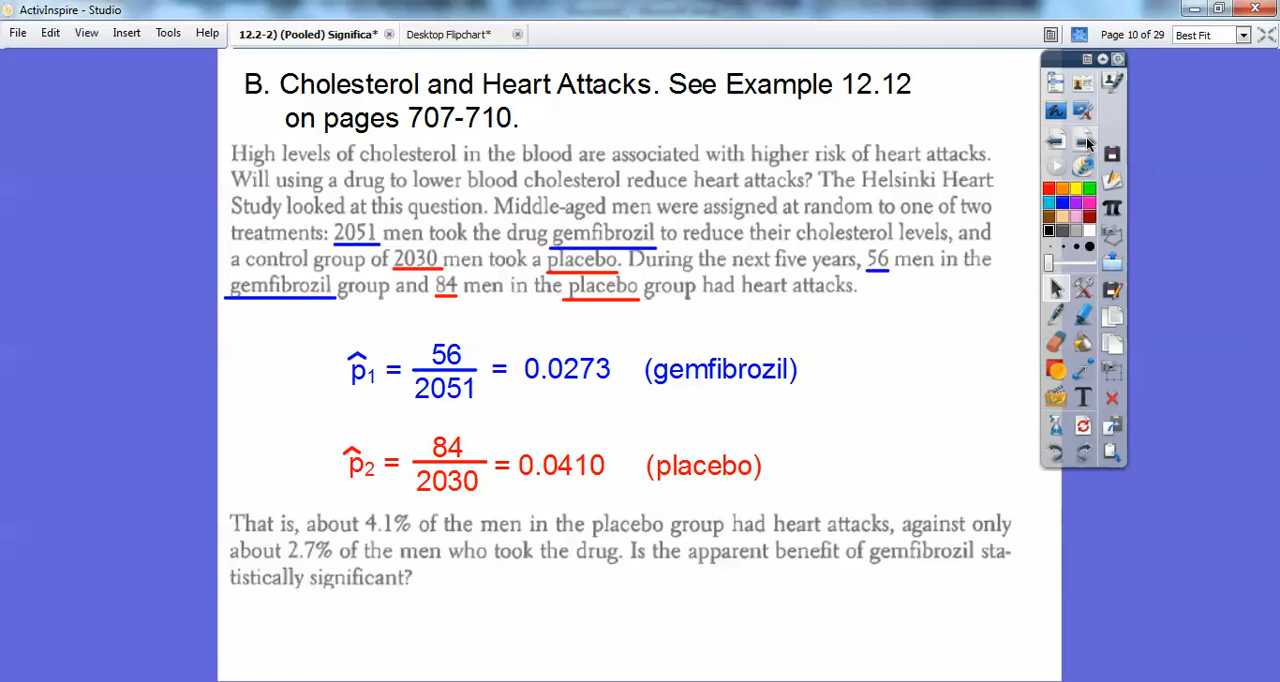 ActivInspire - Studio
File Edit View Insert Tools Help
12.2-2) (Pooled) Significa* Desktop Flipchart*
Page 10 of 29 Best Fit
B. Cholesterol and Heart Attacks. See Example 12.12
on pages 707-710.
High levels of cholesterol in the blood are associated with higher risk of heart attacks.
Will using a drug to lower blood cholesterol reduce heart attacks? The Helsinki Heart
Study looked at this question. Middle-aged men were assigned at random to one of two
treatments: 2051 men took the drug gemfibrozil to reduce their cholesterol levels, and
a control group of 2030 men took a placebo. During the next five years, 56 men in the
gemfibrozil group and 84 men in the placebo group had heart attacks.
p̂₁ = 56/2051 = 0.0273 (gemfibrozil)
p̂₂ = 84/2030 = 0.0410 (placebo)
That is, about 4.1% of the men in the placebo group had heart attacks, against only
about 2.7% of the men who took the drug. Is the apparent benefit of gemfibrozil sta-
tistically significant?